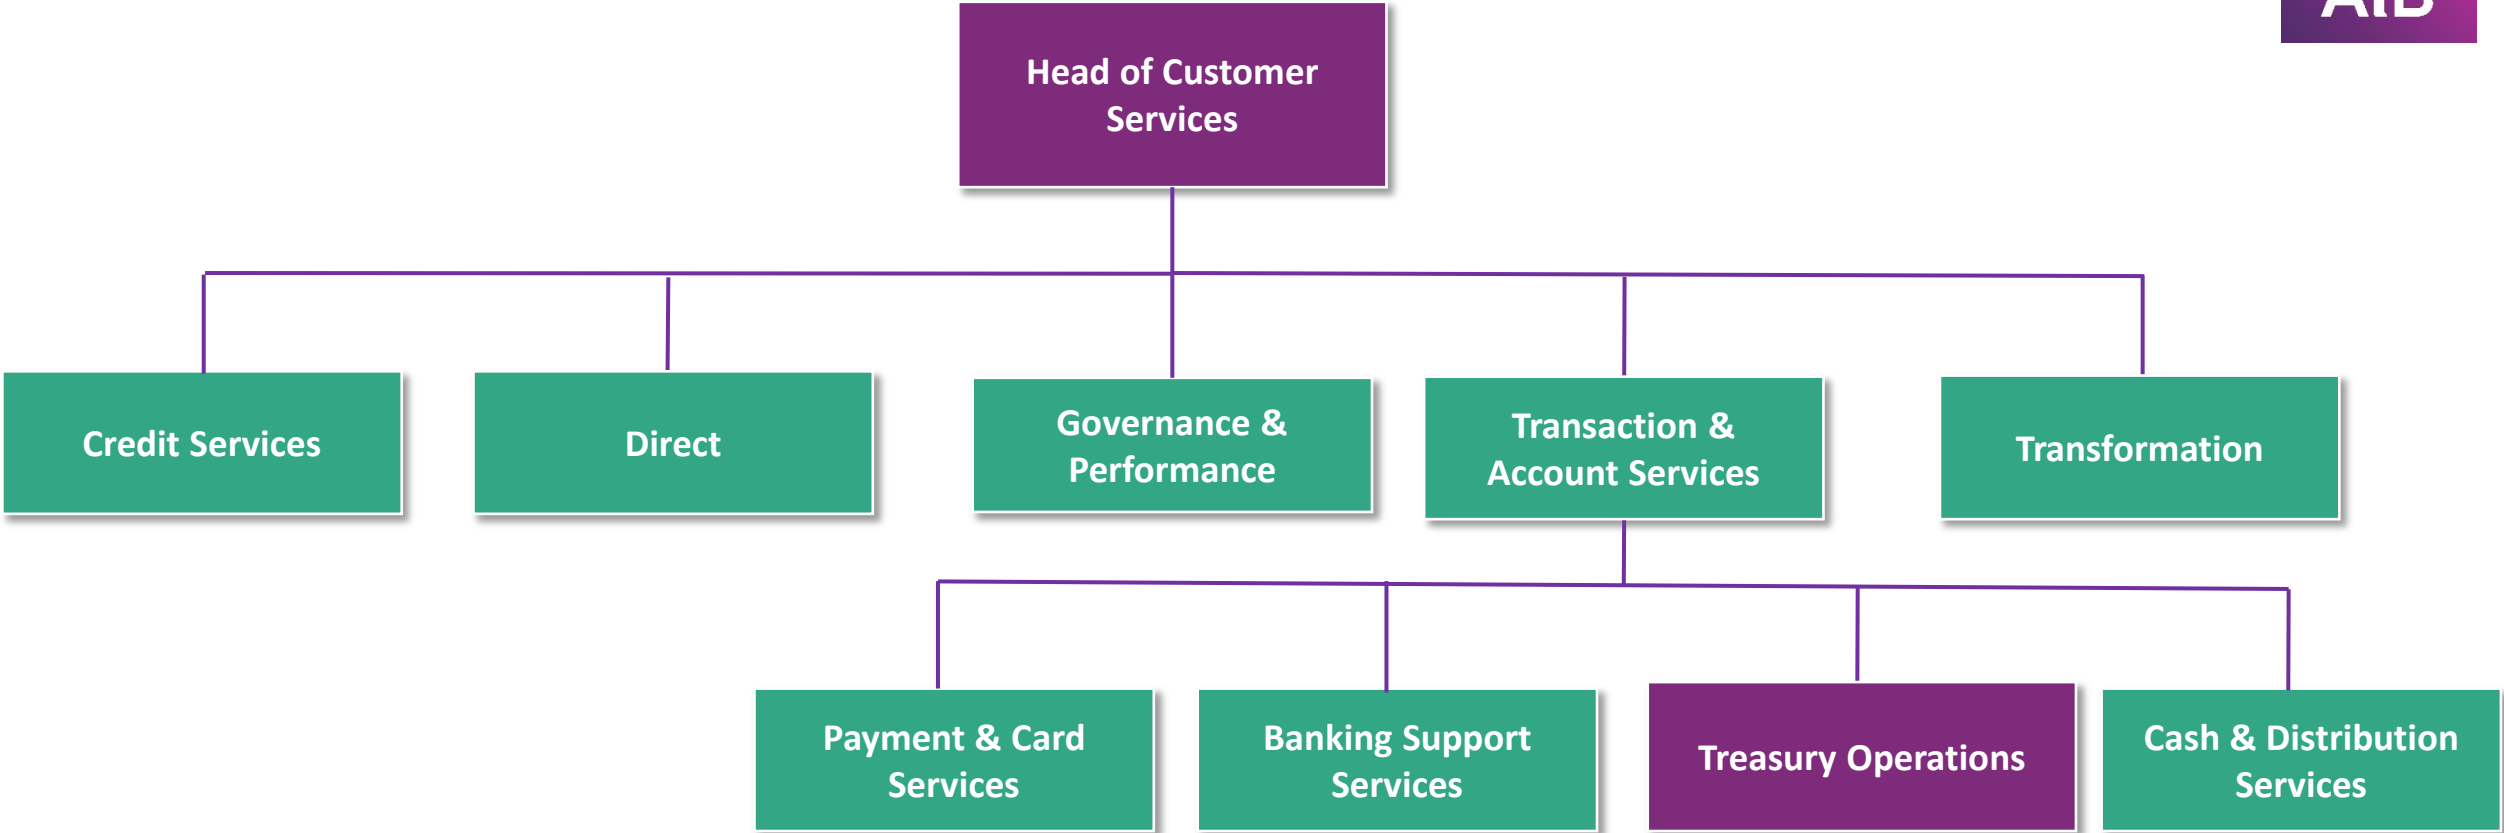 AIB
Head of Customer
Services
Credit Services
Direct
Governance &
Performance
Transaction &
Account Services
Transformation
Payment & Card
Services
Banking Support
Services
Treasury Operations
Cash & Distribution
Services